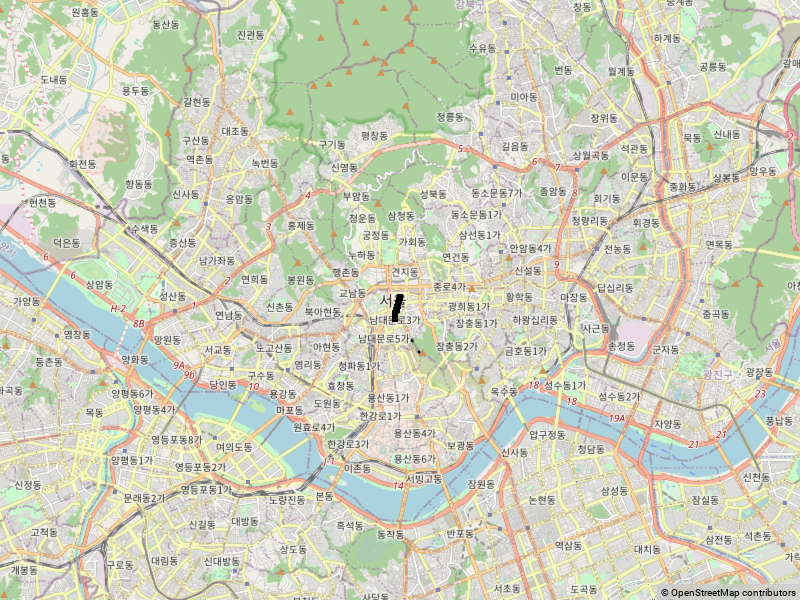 원흥동
동산동
진관동
강북
수유동
중계동
하계동
도내동
번동
월계동
공릉동
용두동
갈현동
미아동
정릉동
장위동
구산동
대조동
평창동
구기동
길음동
석관동
묵동
신내동
화전동
역촌동
녹번동
신영동
5
6
7
상월곡동
이문동
2
향동동
신사동
응암동
4
부암동
삼청동
성북동
동소문동7가
종암동
중화동
상봉동
망우동
현천동
3
청운동
동소문동1가
회기동
수색동
홍제동
궁정동
가회동
삼선동1가
안암동4가
청량리동
휘경동
6
덕은동
증산동
누하동
연건동
전농동
면목동
남가좌동
행촌동
견지동
신설동
6
상암동
연희동
봉원동
종로4가
답십리동
가양동
H-2
성산동
신촌동
교남동
서울
황학동
마장동
연남동
북아현동
광희동1가
중곡동
8B
남대문로3가
장충동1가
하왕십리동
사근동
염창동
망원동
서교동
노고산동
아현동
남대문로5가
장충동2가
금호동1가
송정동
군자동
양화동
9A
염리동
청파동1가
광진구
광장동
9B
당인동
구수동
효창동
옥수동
18
성수동1가
양평동6가
용강동
용산동1가
성수동2가
23
목동
양평동4가
마포동
도원동
한강로1가
19A
자양동
풍납동
영등포동8가
여의도동
원효로4가
용산동4가
압구정동
21
21
양평동1가
한강로3가
보광동
신사동
청담동
영등포동2가
1
이촌동
용산동6가
신천동
신정동
영등포동1가
14
서빙고동
잠원동
삼성동
잠실동
문래동2가
노량진동
본동
논현동
고척동
신길동
대방동
흑석동
동작동
반포동
삼전동
석촌동
역삼동
대치동
개봉동
구로동
대림동
신대방동
상도동
사당동
서초동
도곡동
© OpenStreetMap contributors